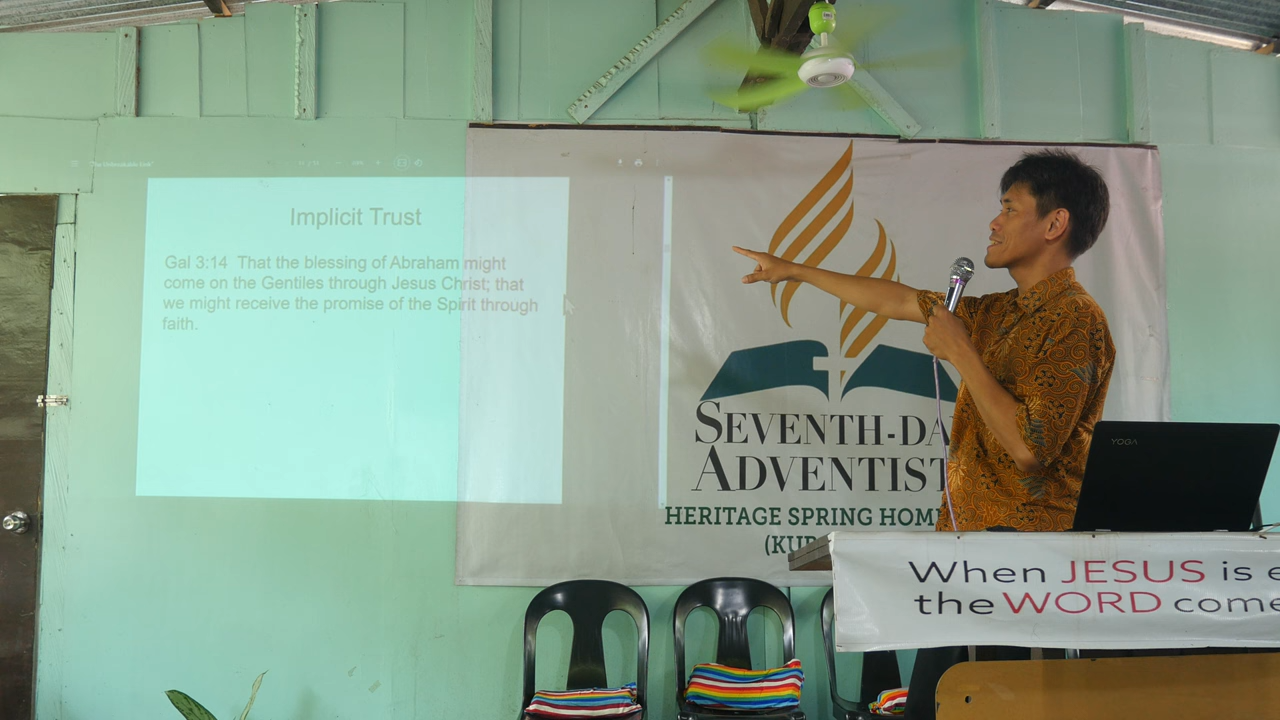 Implicit Trust
Gal 3:14 That the blessing of Abraham might
come on the Gentiles through Jesus Christ; that
we might receive the promise of the Spirit through
faith.
SEVENTH-DA
ADVENTIST
HERITAGE SPRING HOM
(KUP
YOGA
When JESUS is e
the WORD come